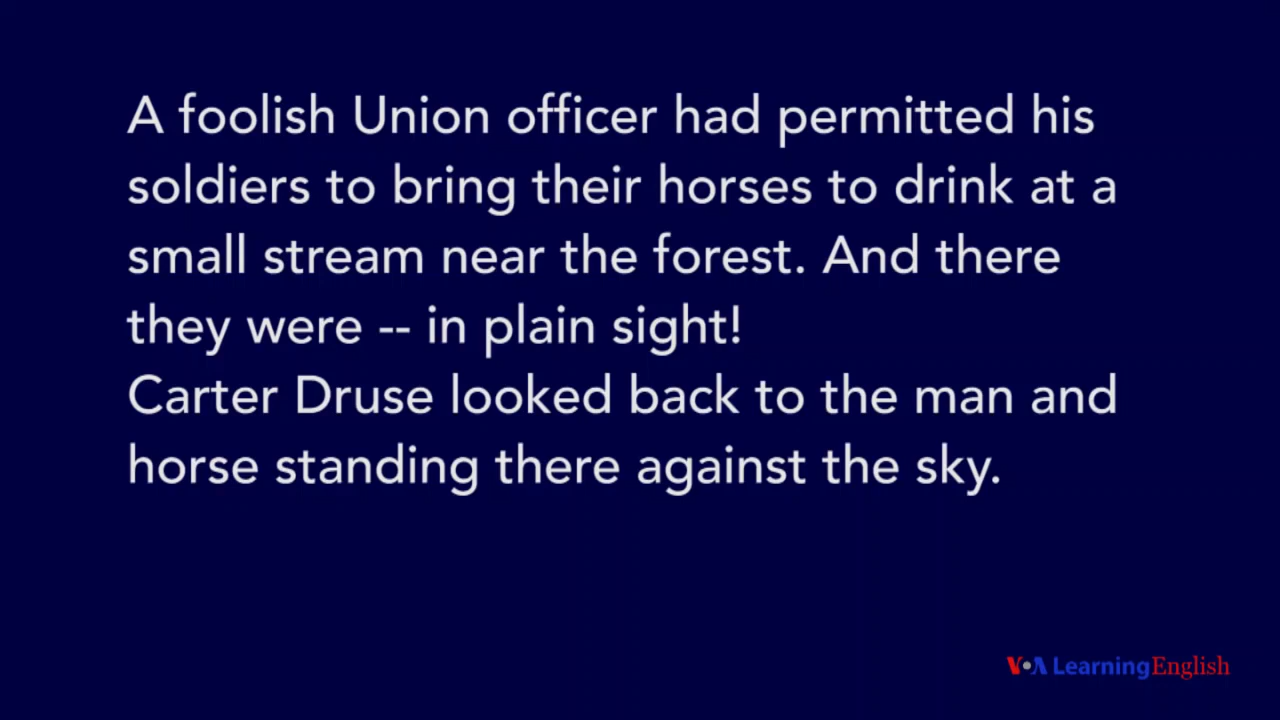 A foolish Union officer had permitted his
soldiers to bring their horses to drink at a
small stream near the forest. And there
they were -- in plain sight!
Carter Druse looked back to the man and
horse standing there against the sky.
VOA Learning English